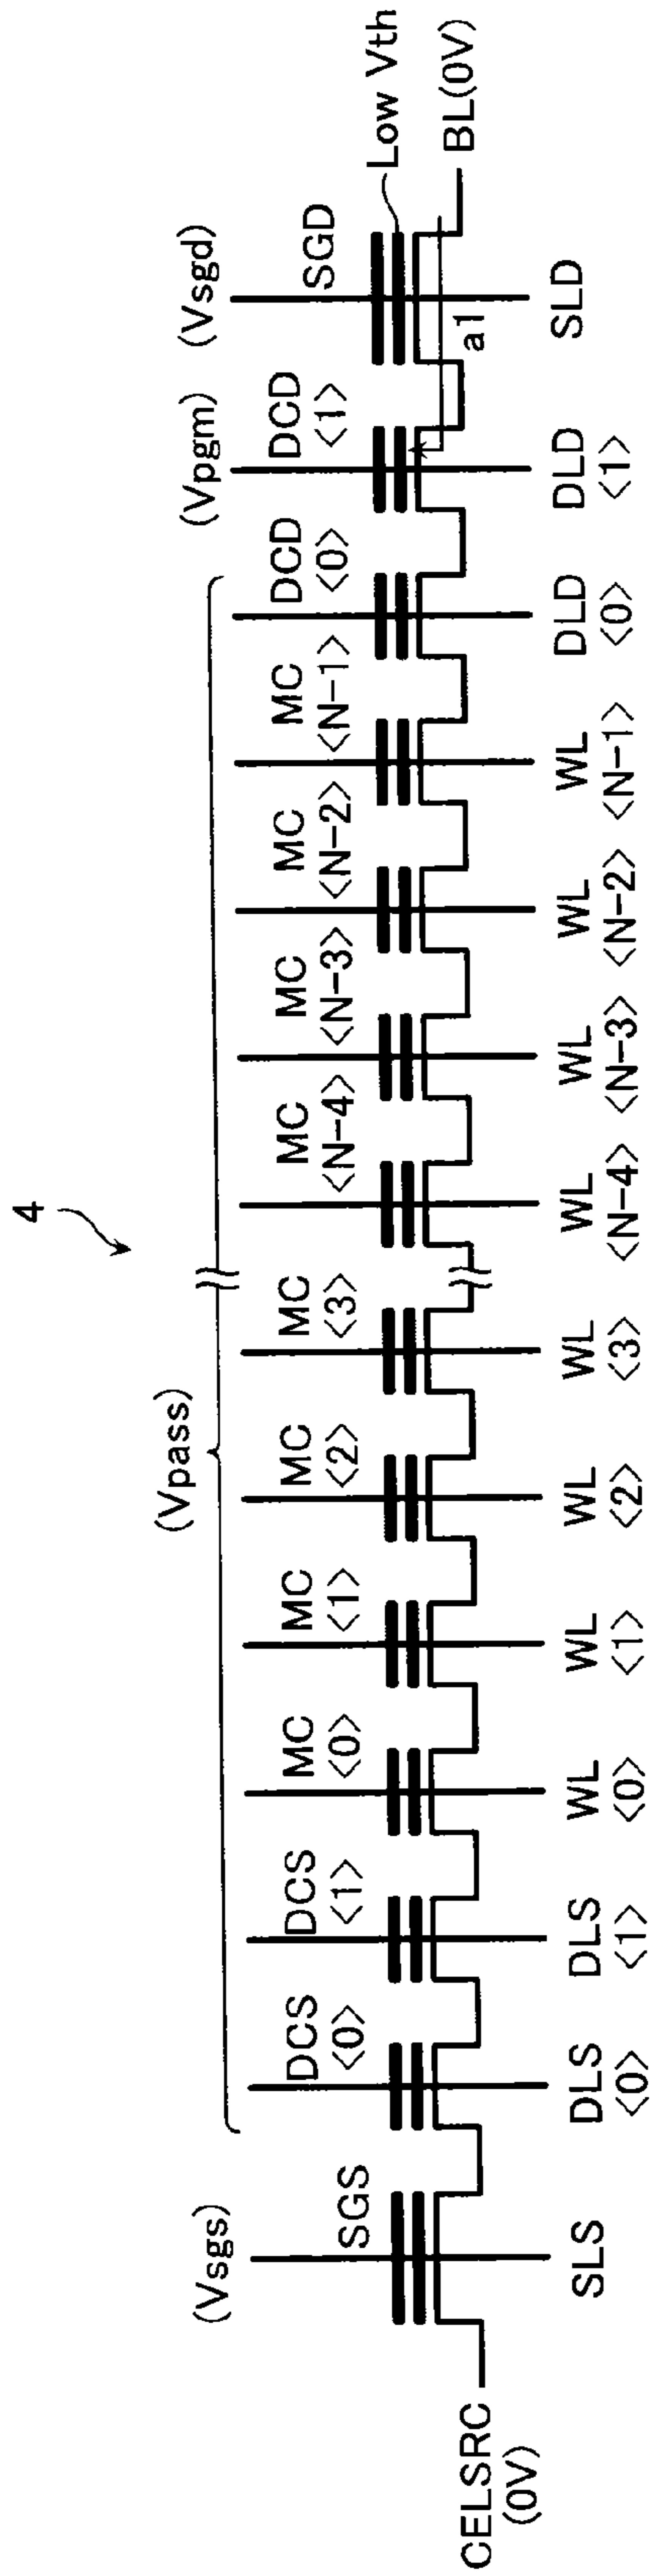 4
(Vsgs)
(Vpass)
(Vpgm)
(Vsgd)
SGS
DCS
<0>
DCS
<1>
MC
<0>
MC
<1>
MC
<2>
MC
<3>
MC
<N-4>
MC
<N-3>
MC
<N-2>
MC
<N-1>
DCD
<0>
DCD
<1>
SGD
Low Vth
a1
CELSRC
(0V)
BL(0V)
SLS
DLS
<0>
DLS
<1>
WL
<0>
WL
<1>
WL
<2>
WL
<3>
WL
<N-4>
WL
<N-3>
WL
<N-2>
WL
<N-1>
DLD
<0>
DLD
<1>
SLD